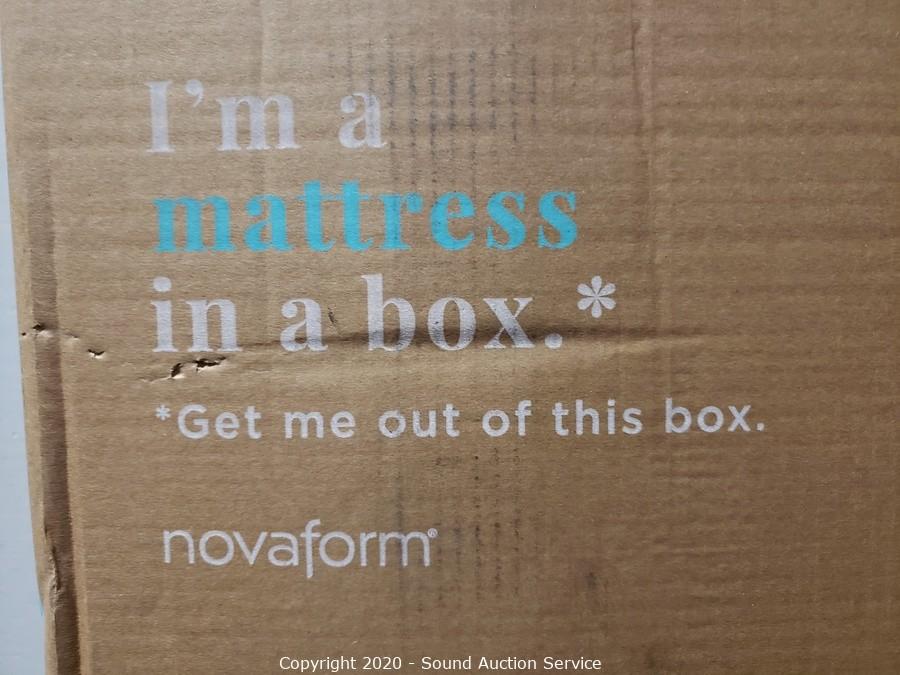 I'm a
mattress
in a box.*
*Get me out of this box.
novaform®
Copyright 2020 - Sound Auction Service